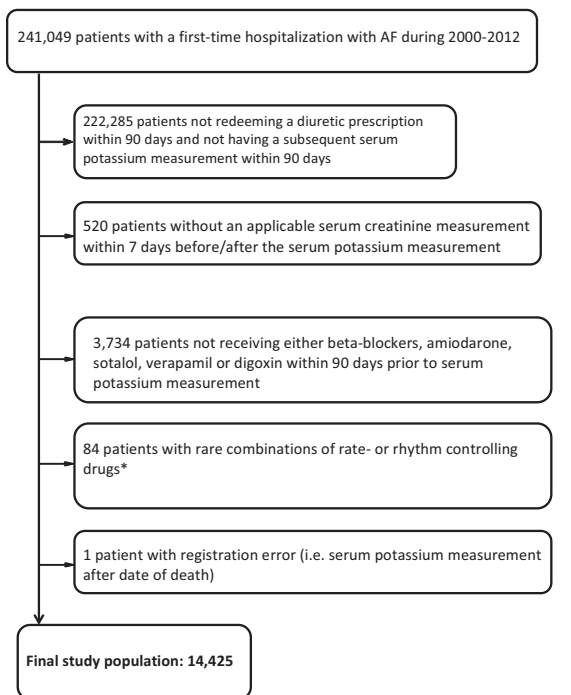 241,049 patients with a first-time hospitalization with AF during 2000-2012
222,285 patients not redeeming a diuretic prescription
within 90 days and not having a subsequent serum
potassium measurement within 90 days
520 patients without an applicable serum creatinine measurement
within 7 days before/after the serum potassium measurement
3,734 patients not receiving either beta-blockers, amiodarone,
sotalol, verapamil or digoxin within 90 days prior to serum
potassium measurement
84 patients with rare combinations of rate- or rhythm controlling
drugs*
1 patient with registration error (i.e. serum potassium measurement
after date of death)
Final study population: 14,425